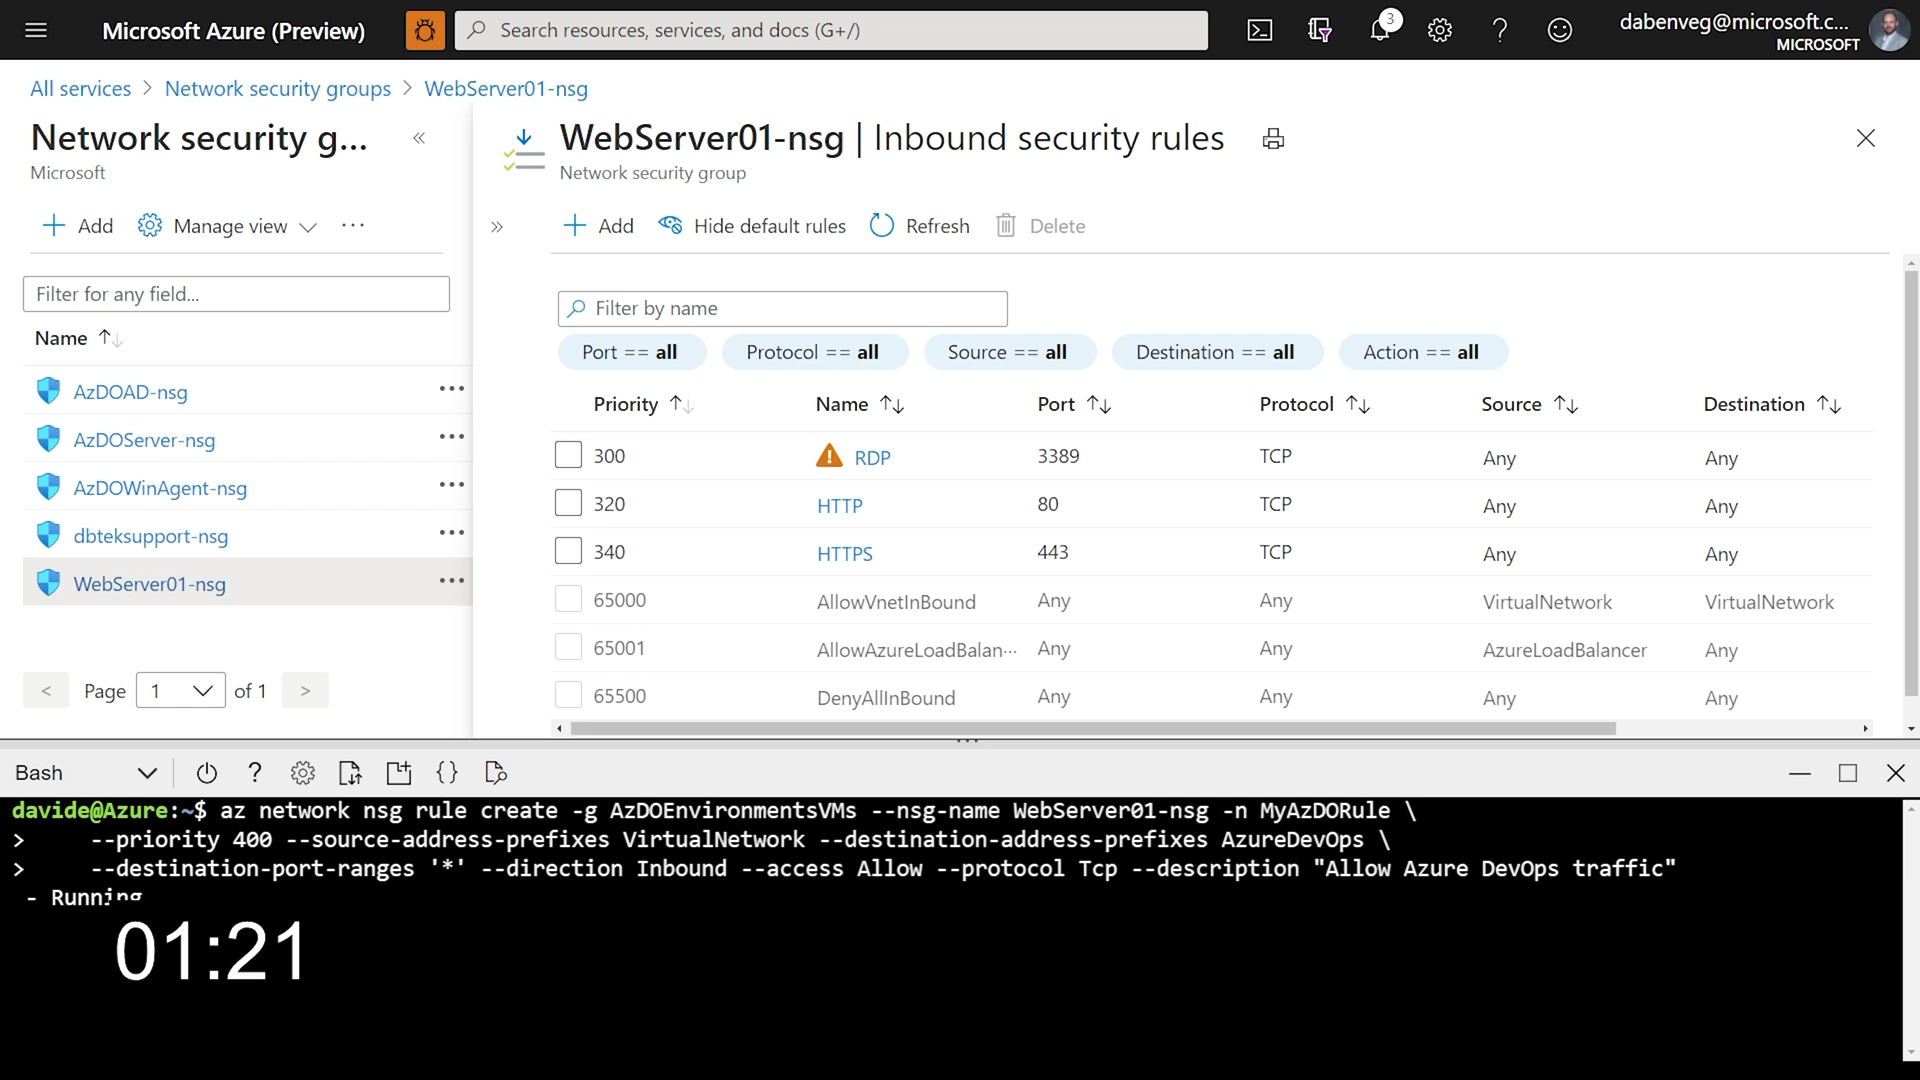 Microsoft Azure (Preview)
Search resources, services, and docs (G+/)
3
dabenveg@microsoft.c...
MICROSOFT
All services > Network security groups > WebServer01-nsg
Network security g...
Microsoft
Add Manage view ...
Filter for any field...
Name
AzDOAD-nsg
AzDOServer-nsg
AzDOWinAgent-nsg
dbteksupport-nsg
WebServer01-nsg
< Page 1 of 1 >
WebServer01-nsg | Inbound security rules
Network security group
Add Hide default rules Refresh Delete
Filter by name
Port == all Protocol == all Source == all Destination == all Action == all
Priority Name Port Protocol Source Destination
300 RDP 3389 TCP Any Any
320 HTTP 80 TCP Any Any
340 HTTPS 443 TCP Any Any
65000 AllowVnetInBound Any Any VirtualNetwork VirtualNetwork
65001 AllowAzureLoadBalan... Any Any AzureLoadBalancer Any
65500 DenyAllInBound Any Any Any Any
Bash ? {}
davide@Azure:~$ az network nsg rule create -g AzDOEnvironmentsVMs --nsg-name WebServer01-nsg -n MyAzDORule \
> --priority 400 --source-address-prefixes VirtualNetwork --destination-address-prefixes AzureDevOps \
> --destination-port-ranges '*' --direction Inbound --access Allow --protocol Tcp --description "Allow Azure DevOps traffic"
- Running
01:21